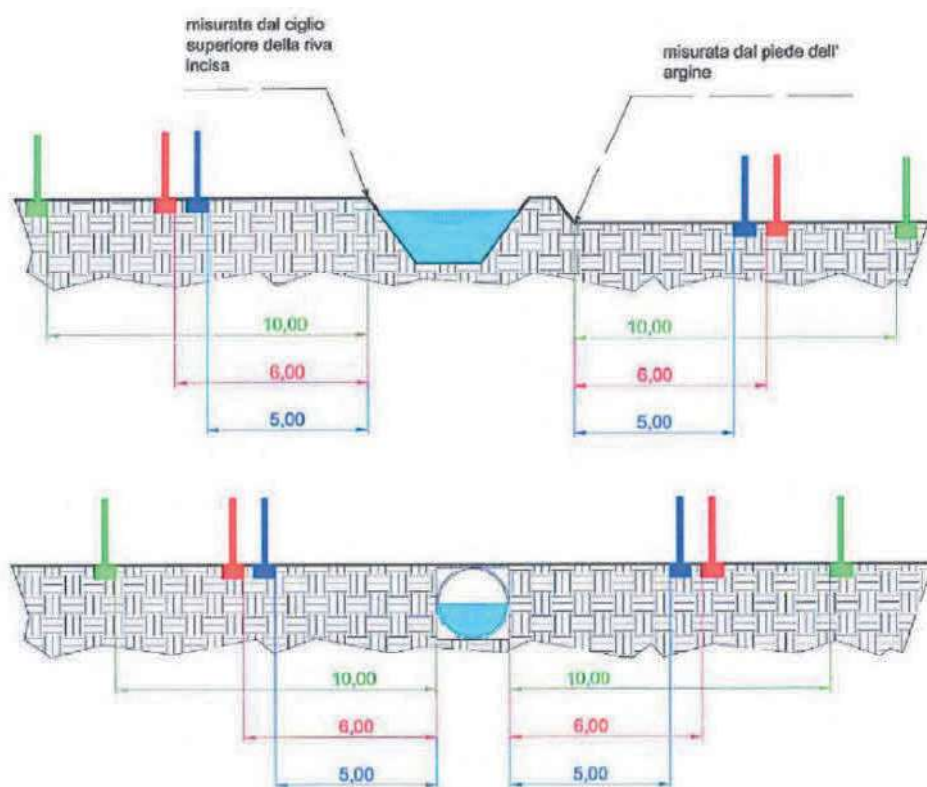 misurata dal ciglio
superiore della riva
incisa
misurata dal piede dell'
argine
10,00
10,00
6,00
6,00
5,00
5,00
10,00
10,00
6,00
6,00
5,00
5,00